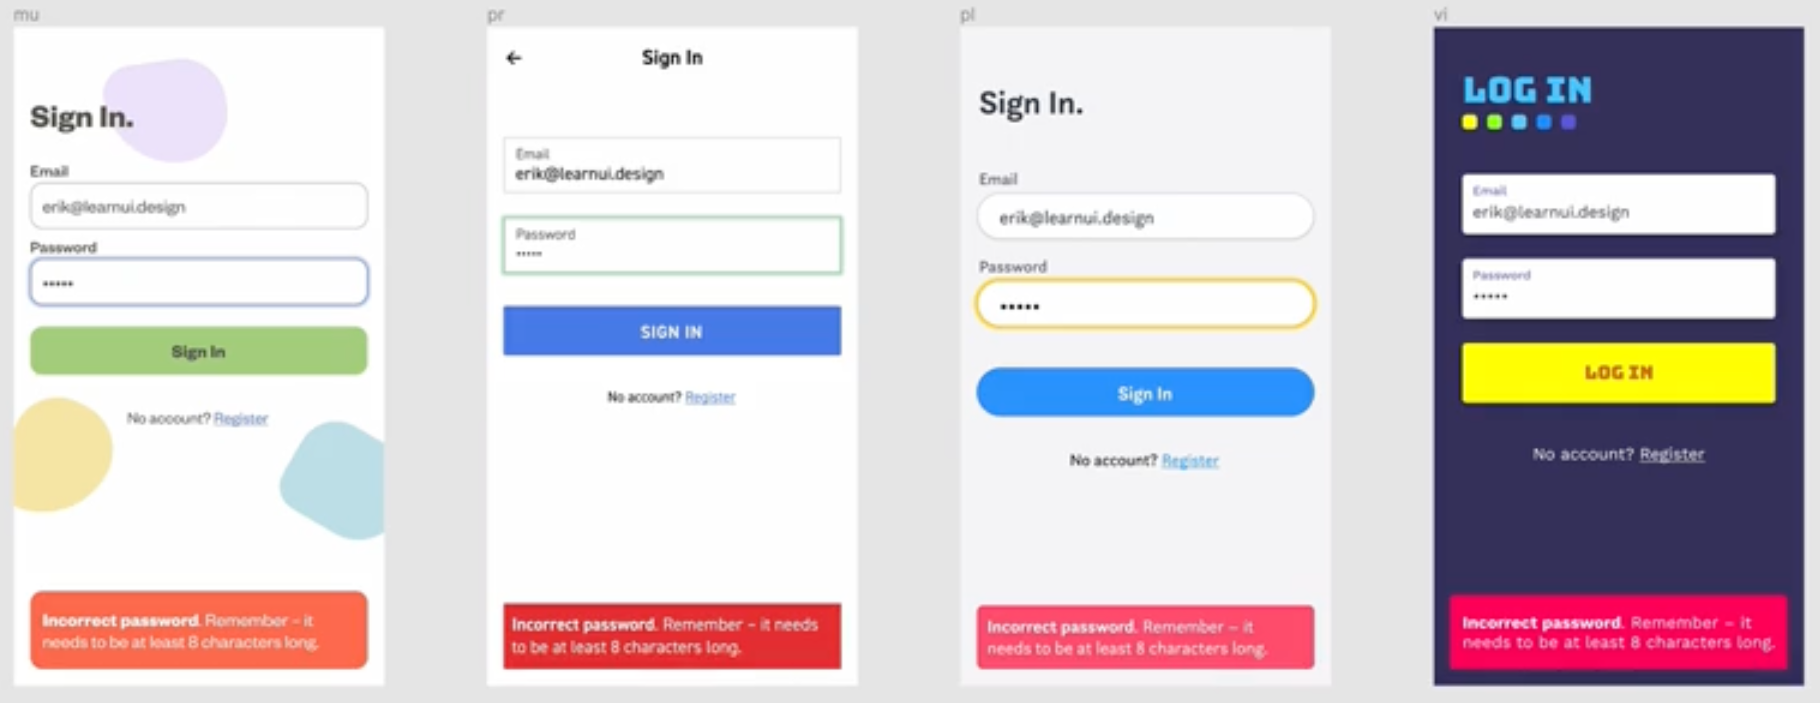 mu
Sign In.
Email
erik@learnui.design
Password
•••••
Sign In
No account? Register
Incorrect password. Remember – it
needs to be at least 8 characters long.
pr
Sign In
Email
erik@learnui.design
Password
•••••
SIGN IN
No account? Register
Incorrect password. Remember – it needs
to be at least 8 characters long.
pl
Sign In.
Email
erik@learnui.design
Password
•••••
Sign In
No account? Register
Incorrect password. Remember – it
needs to be at least 8 characters long.
vi
LOG IN
Email
erik@learnui.design
Password
•••••
LOG IN
No account? Register
Incorrect password. Remember – it
needs to be at least 8 characters long.